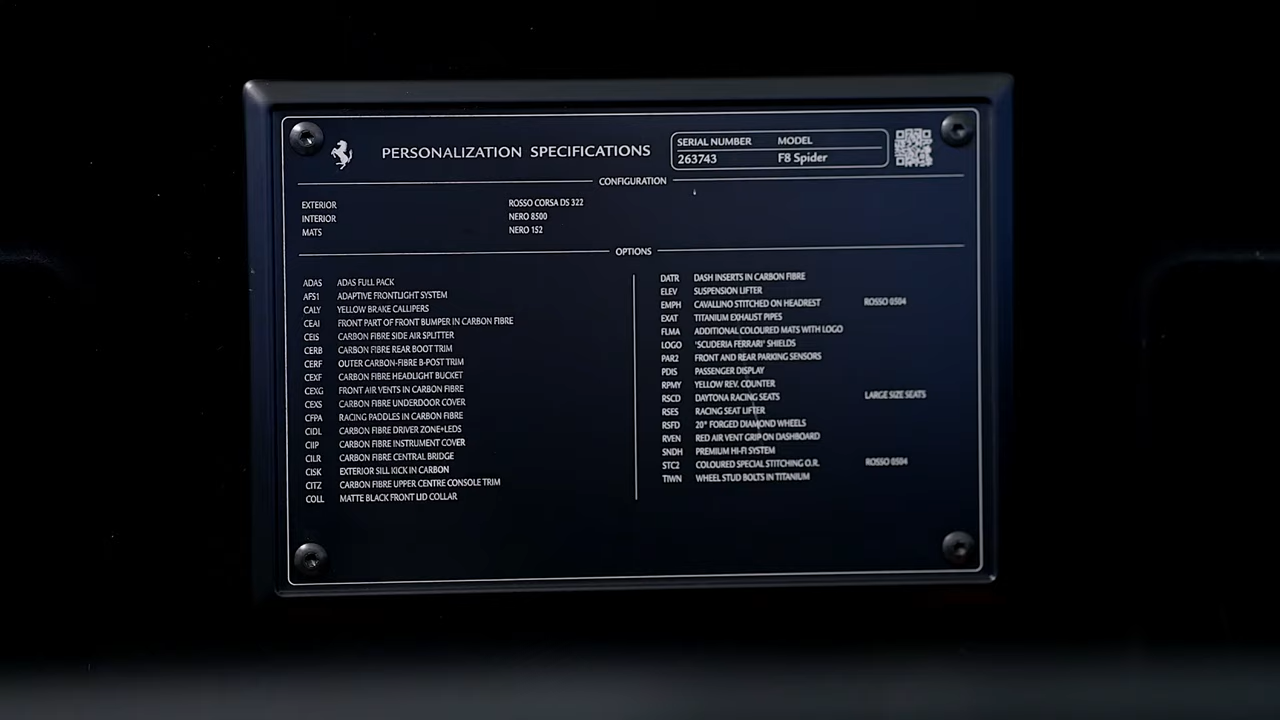 PERSONALIZATION SPECIFICATIONS
SERIAL NUMBER MODEL
263743 F8 Spider
CONFIGURATION
EXTERIOR ROSSO CORSA DS 322
INTERIOR NERO 8500
MATS NERO 152
OPTIONS
ADAS ADAS FULL PACK
AFS1 ADAPTIVE FRONTLIGHT SYSTEM
CALY YELLOW BRAKE CALLIPERS
CEAI FRONT PART OF FRONT BUMPER IN CARBON FIBRE
CEIS CARBON FIBRE SIDE AIR SPLITTER
CERB CARBON FIBRE REAR BOOT TRIM
CERF OUTER CARBON-FIBRE B-POST TRIM
CEXF CARBON FIBRE HEADLIGHT BUCKET
CEXG FRONT AIR VENTS IN CARBON FIBRE
CEXS CARBON FIBRE UNDERDOOR COVER
CFPA RACING PADDLES IN CARBON FIBRE
CIDL CARBON FIBRE DRIVER ZONE+LEDS
CIIP CARBON FIBRE INSTRUMENT COVER
CILR CARBON FIBRE CENTRAL BRIDGE
CISK EXTERIOR SILL KICK IN CARBON
CITZ CARBON FIBRE UPPER CENTRE CONSOLE TRIM
COLL MATTE BLACK FRONT LID COLLAR
DATR DASH INSERTS IN CARBON FIBRE
ELEV SUSPENSION LIFTER
EMPH CAVALLINO STITCHED ON HEADREST ROSSO 0504
EXAT TITANIUM EXHAUST PIPES
FLMA ADDITIONAL COLOURED MATS WITH LOGO
LOGO 'SCUDERIA FERRARI' SHIELDS
PAR2 FRONT AND REAR PARKING SENSORS
PDIS PASSENGER DISPLAY
RPMY YELLOW REV. COUNTER
RSCD DAYTONA RACING SEATS LARGE SIZE SEATS
RSES RACING SEAT LIFTER
RSFD 20" FORGED DIAMOND WHEELS
RVEN RED AIR VENT GRIP ON DASHBOARD
SNDH PREMIUM HI-FI SYSTEM
STC2 COLOURED SPECIAL STITCHING O.R. ROSSO 0504
TIWN WHEEL STUD BOLTS IN TITANIUM